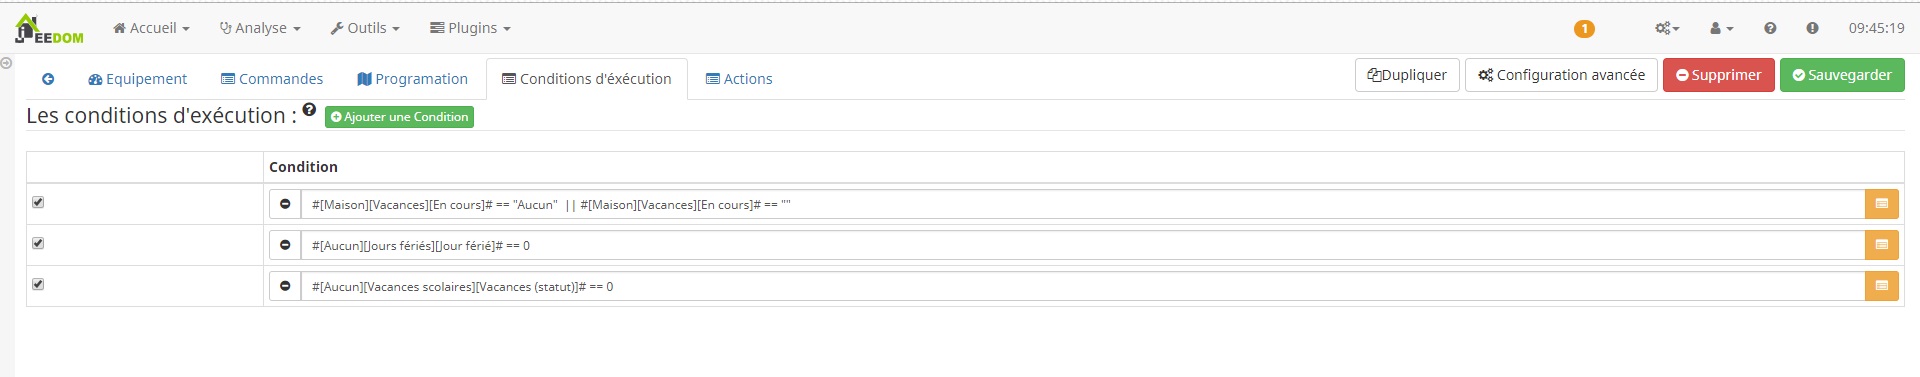 JEEDOM Accueil Analyse Outils Plugins 1 09:45:19
Equipement Commandes Programation Conditions d'éxécution Actions Dupliquer Configuration avancée Supprimer Sauvegarder
Les conditions d'exécution : Ajouter une Condition
Condition
#[Maison][Vacances][En cours]# == "Aucun" || #[Maison][Vacances][En cours]# == ""
#[Aucun][Jours fériés][Jour férié]# == 0
#[Aucun][Vacances scolaires][Vacances (statut)]# == 0